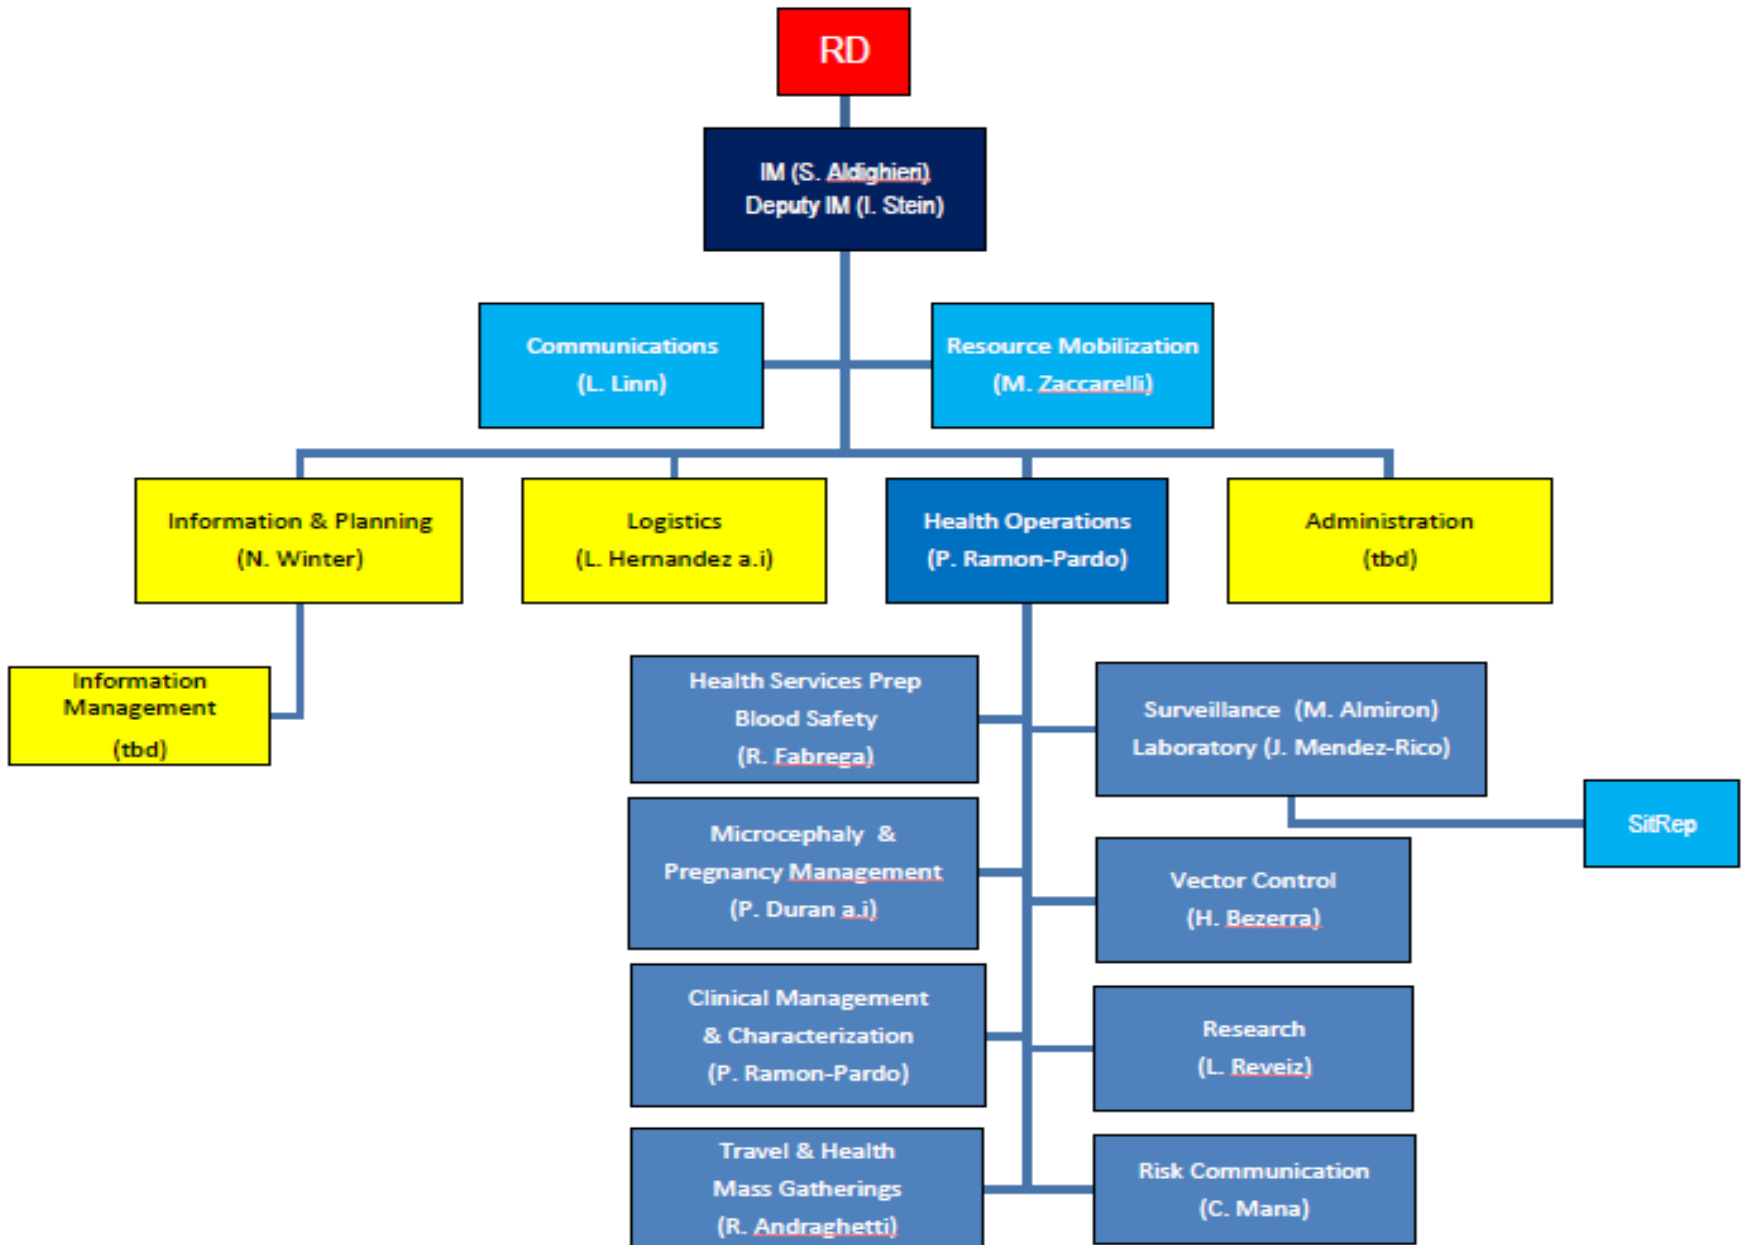 RD
IM (S. Aldighieri)
Deputy IM (I. Stein)
Communications
(L. Linn)
Resource Mobilization
(M. Zaccarelli)
Information & Planning
(N. Winter)
Logistics
(L. Hernandez a.i)
Health Operations
(P. Ramon-Pardo)
Administration
(tbd)
Information
Management
(tbd)
Health Services Prep
Blood Safety
(R. Fabrega)
Surveillance (M. Almiron)
Laboratory (J. Mendez-Rico)
SitRep
Microcephaly &
Pregnancy Management
(P. Duran a.i)
Vector Control
(H. Bezerra)
Clinical Management
& Characterization
(P. Ramon-Pardo)
Research
(L. Reveiz)
Travel & Health
Mass Gatherings
(R. Andraghetti)
Risk Communication
(C. Mana)